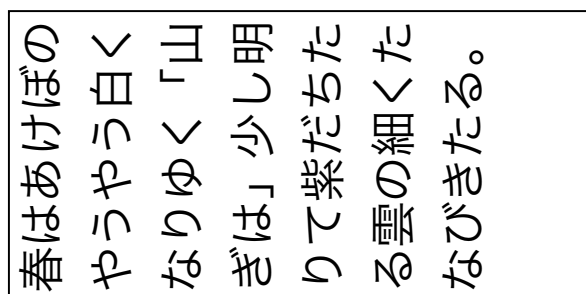 春はあけぼの
やうやう白く
なりゆく「山
ぎは」少し明
りて紫だちた
る雲の細くた
なびきたる。